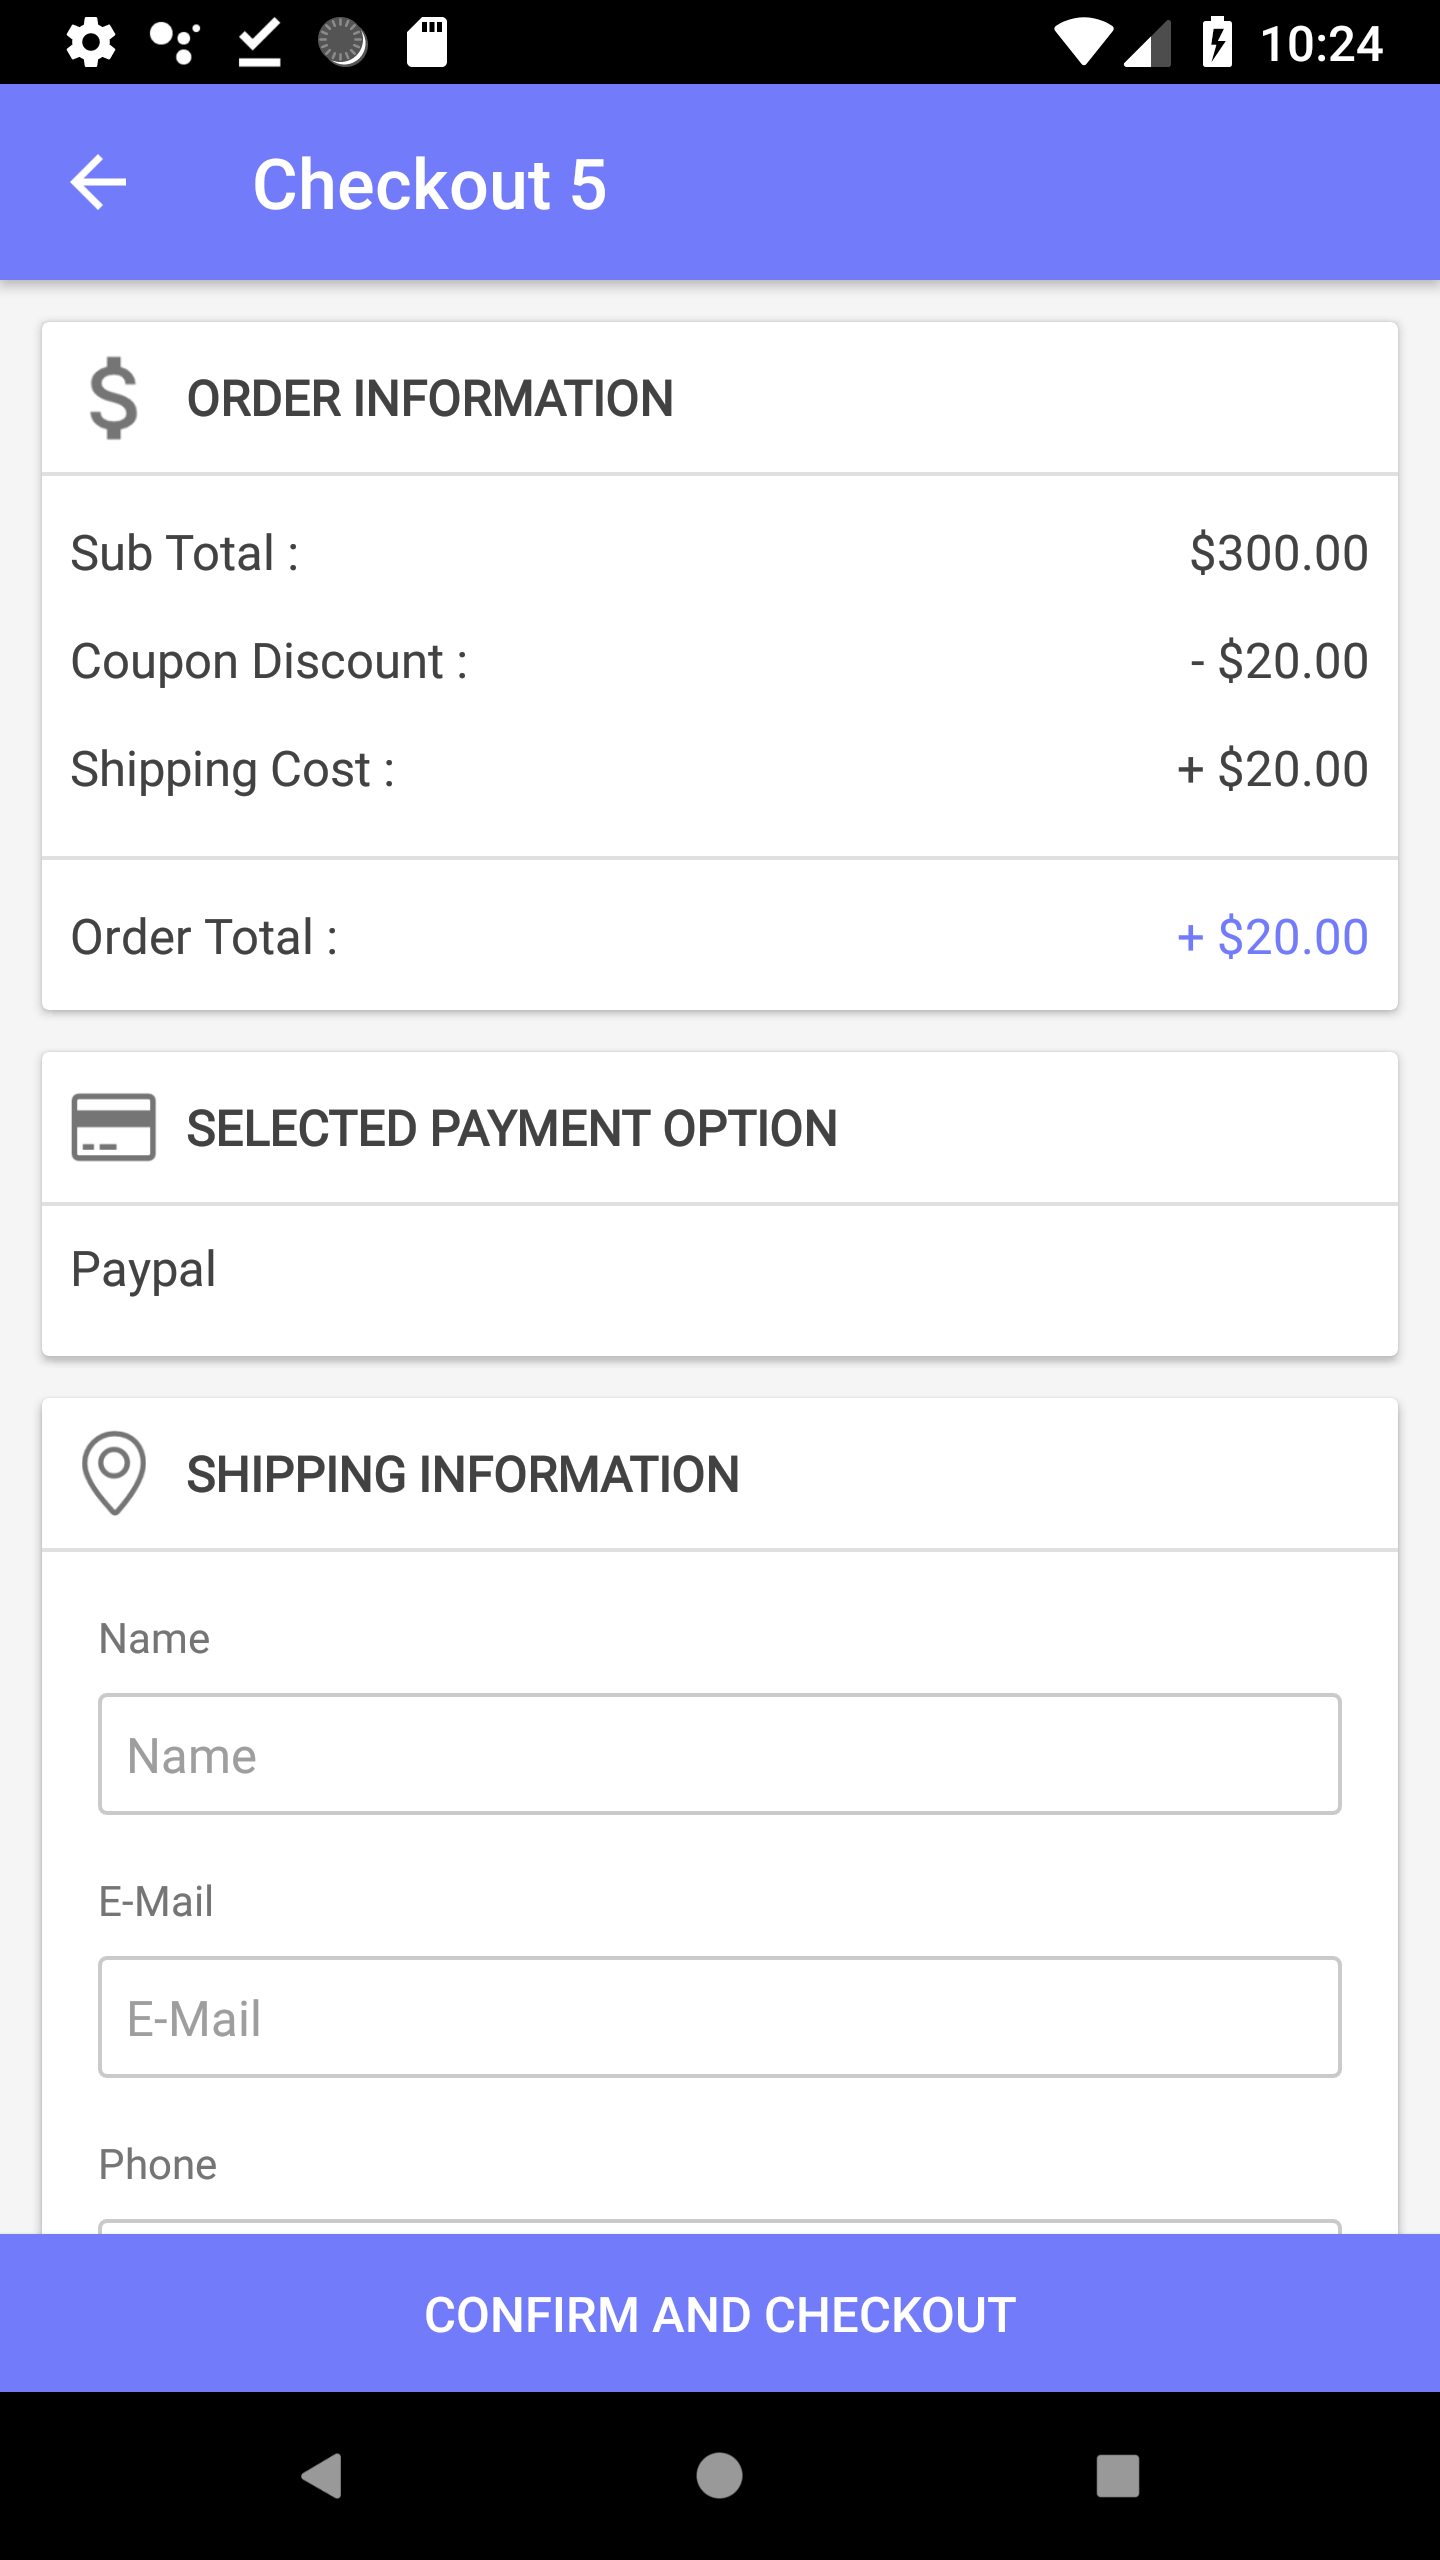 10:24
Checkout 5
ORDER INFORMATION
Sub Total : $300.00
Coupon Discount : - $20.00
Shipping Cost : + $20.00
Order Total : + $20.00
SELECTED PAYMENT OPTION
Paypal
SHIPPING INFORMATION
Name
Name
E-Mail
E-Mail
Phone
CONFIRM AND CHECKOUT